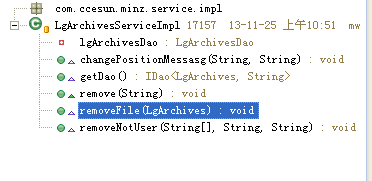 com.ccesun.minz.service.impl
LgArchivesServiceImpl 17157 13-11-25 上午10:51 mw
lgArchivesDao : LgArchivesDao
changePositionMessag(String, String) : void
getDao() : IDao<LgArchives, String>
remove(String) : void
removeFile(LgArchives) : void
removeNotUser(String[], String, String) : void